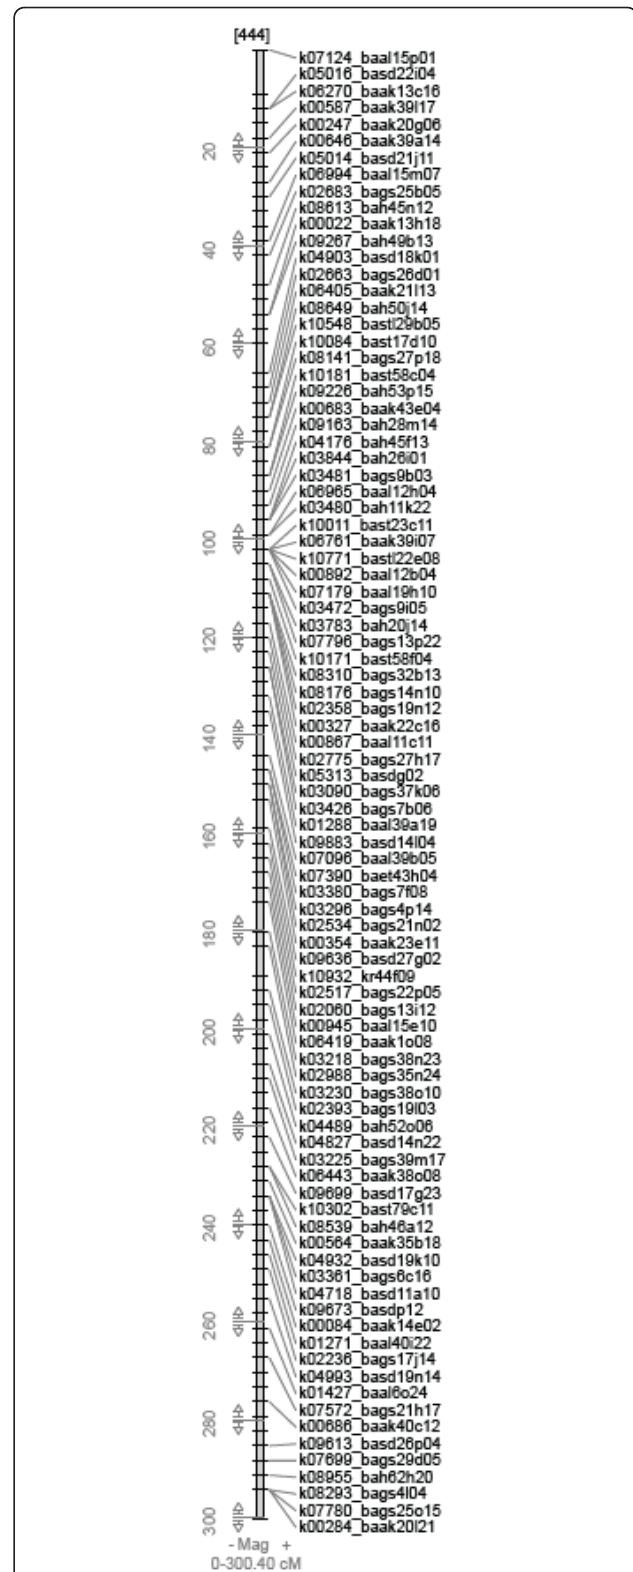 [444]
k07124_baal15p01
k05016_basd22i04
k06270_baak13c16
k00587_baak39l17
k00247_baak20g06
k00646_baak39a14
k05014_basd21j11
k06994_baal15m07
k02683_bags25b05
k08613_bah45n12
k00022_baak13h18
k09267_bah49b13
k04903_basd18k01
k02663_bags26d01
k06405_baak21l13
k08649_bah50j14
k10548_bastl29b05
k10084_bast17d10
k08141_bags27p18
k10181_bast58c04
k09226_bah53p15
k00683_baak43e04
k09163_bah28m14
k04176_bah45f13
k03844_bah26i01
k03481_bags9b03
k06965_baal12h04
k03480_bah11k22
k10011_bast23c11
k06761_baak39i07
k10771_bastl22e08
k00892_baal12b04
k07179_baal19h10
k03472_bags9i05
k03783_bah20j14
k07796_bags13p22
k10171_bast58f04
k08310_bags32b13
k08176_bags14n10
k02358_bags19n12
k00327_baak22c16
k00867_baal11c11
k02775_bags27h17
k05313_basdg02
k03090_bags37k06
k03426_bags7b06
k01288_baal39a19
k09883_basd14l04
k07096_baal39b05
k07390_baet43h04
k03380_bags7f08
k03296_bags4p14
k02534_bags21n02
k00354_baak23e11
k09636_basd27g02
k10932_kr44f09
k02517_bags22p05
k02060_bags13i12
k00945_baal15e10
k06419_baak1o08
k03218_bags38n23
k02988_bags35n24
k03230_bags38o10
k02393_bags19l03
k04489_bah52o06
k04827_basd14n22
k03225_bags39m17
k06443_baak38o08
k09699_basd17g23
k10302_bast79c11
k08539_bah46a12
k00564_baak35b18
k04932_basd19k10
k03361_bags6c16
k04718_basd11a10
k09673_basdp12
k00084_baak14e02
k01271_baal40i22
k02236_bags17j14
k04993_basd19n14
k01427_baal6o24
k07572_bags21h17
k00686_baak40c12
k09613_basd26p04
k07699_bags29d05
k08955_bah62h20
k08293_bags4l04
k07780_bags25o15
k00284_baak20l21
20
40
60
80
100
120
140
160
180
200
220
240
260
280
300
- Mag +
0-300.40 cM